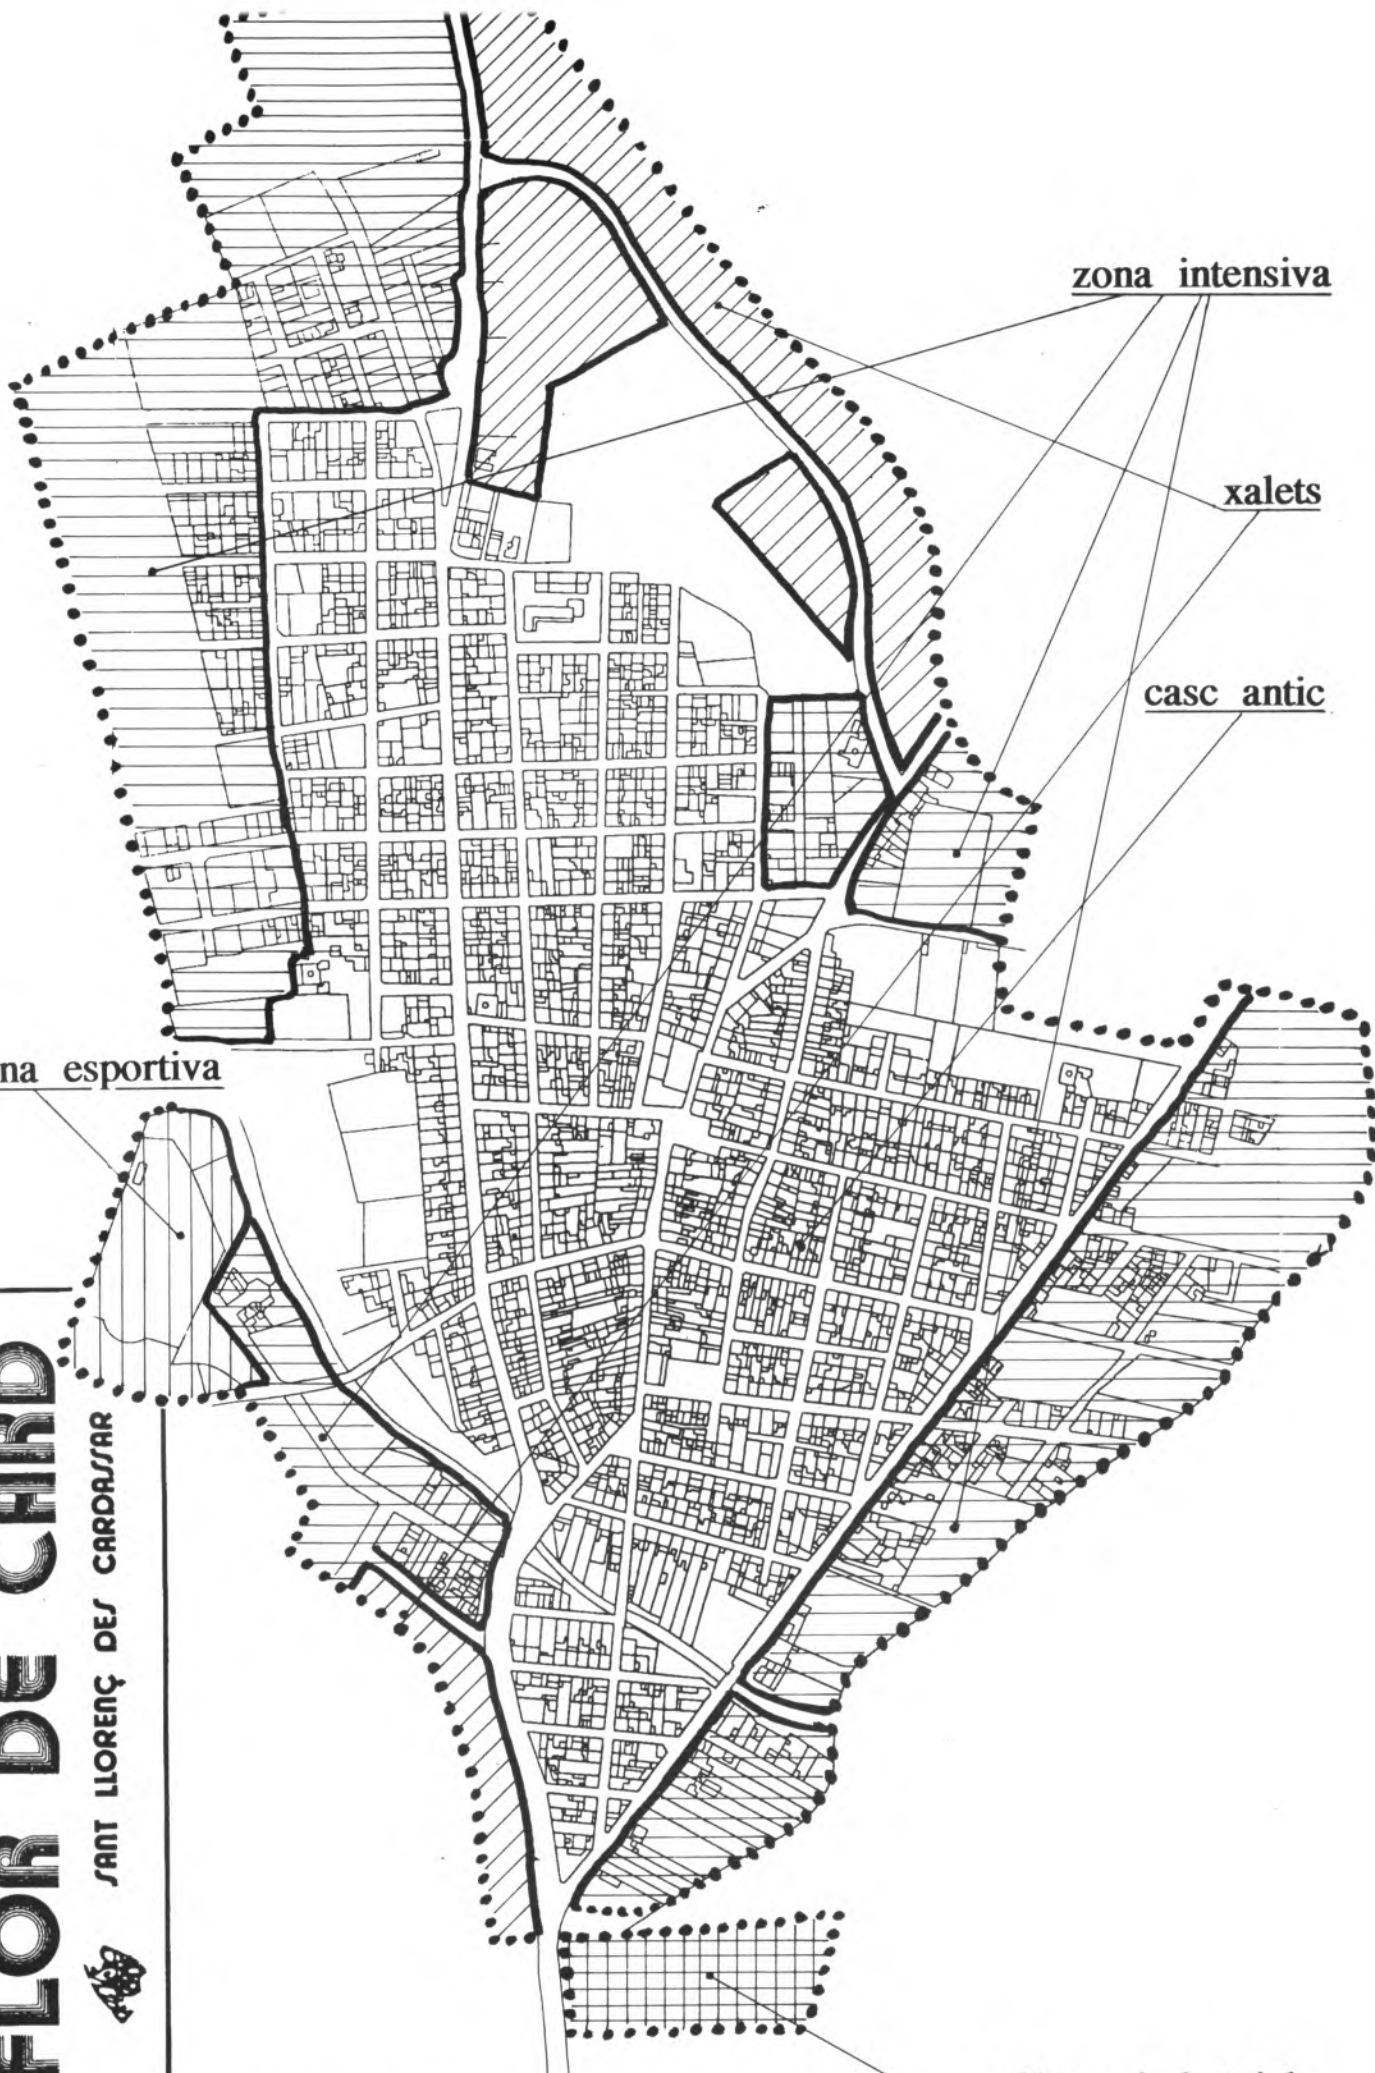 zona intensiva
xalets
casc antic
na esportiva
FLOR DE CARD
SANT LLORENÇ DES CARDASSAR